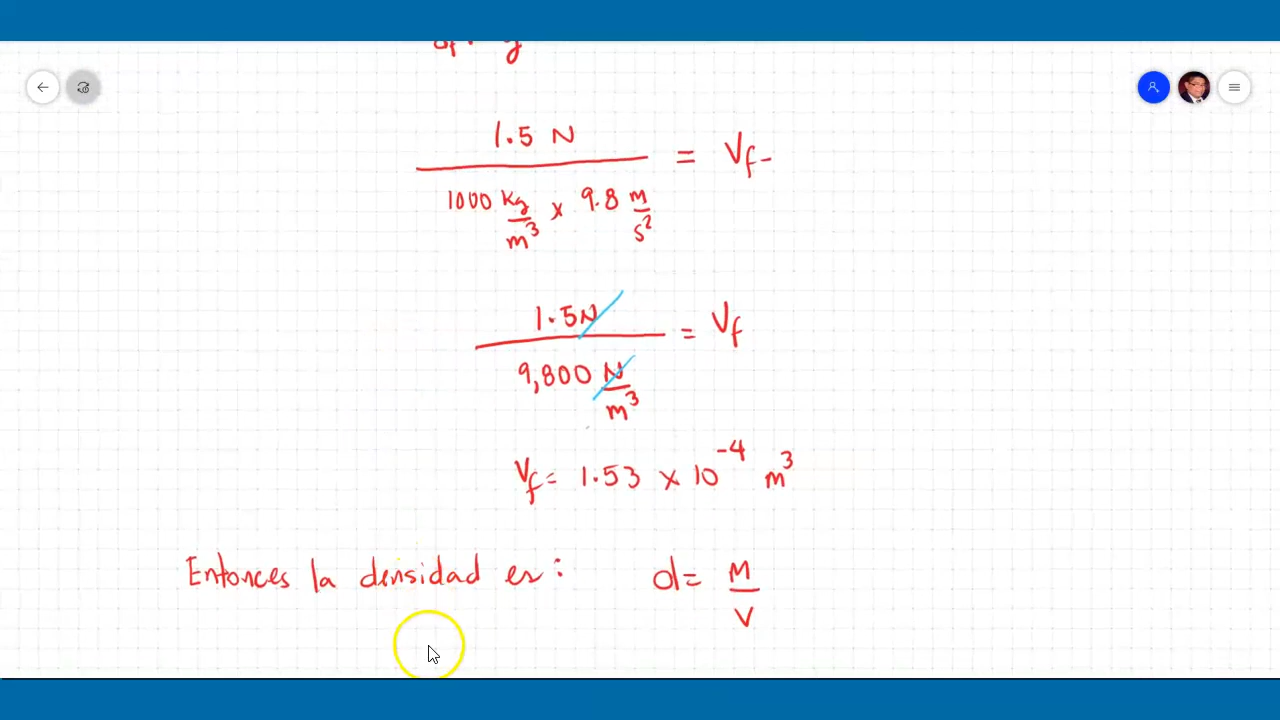 1.5 N
1000 kg/m³ x 9.8 m/s² = Vf
1.5N
9,800 N/m³ = Vf
Vf = 1.53 x 10⁻⁴ m³
Entonces la densidad es: d = m/v